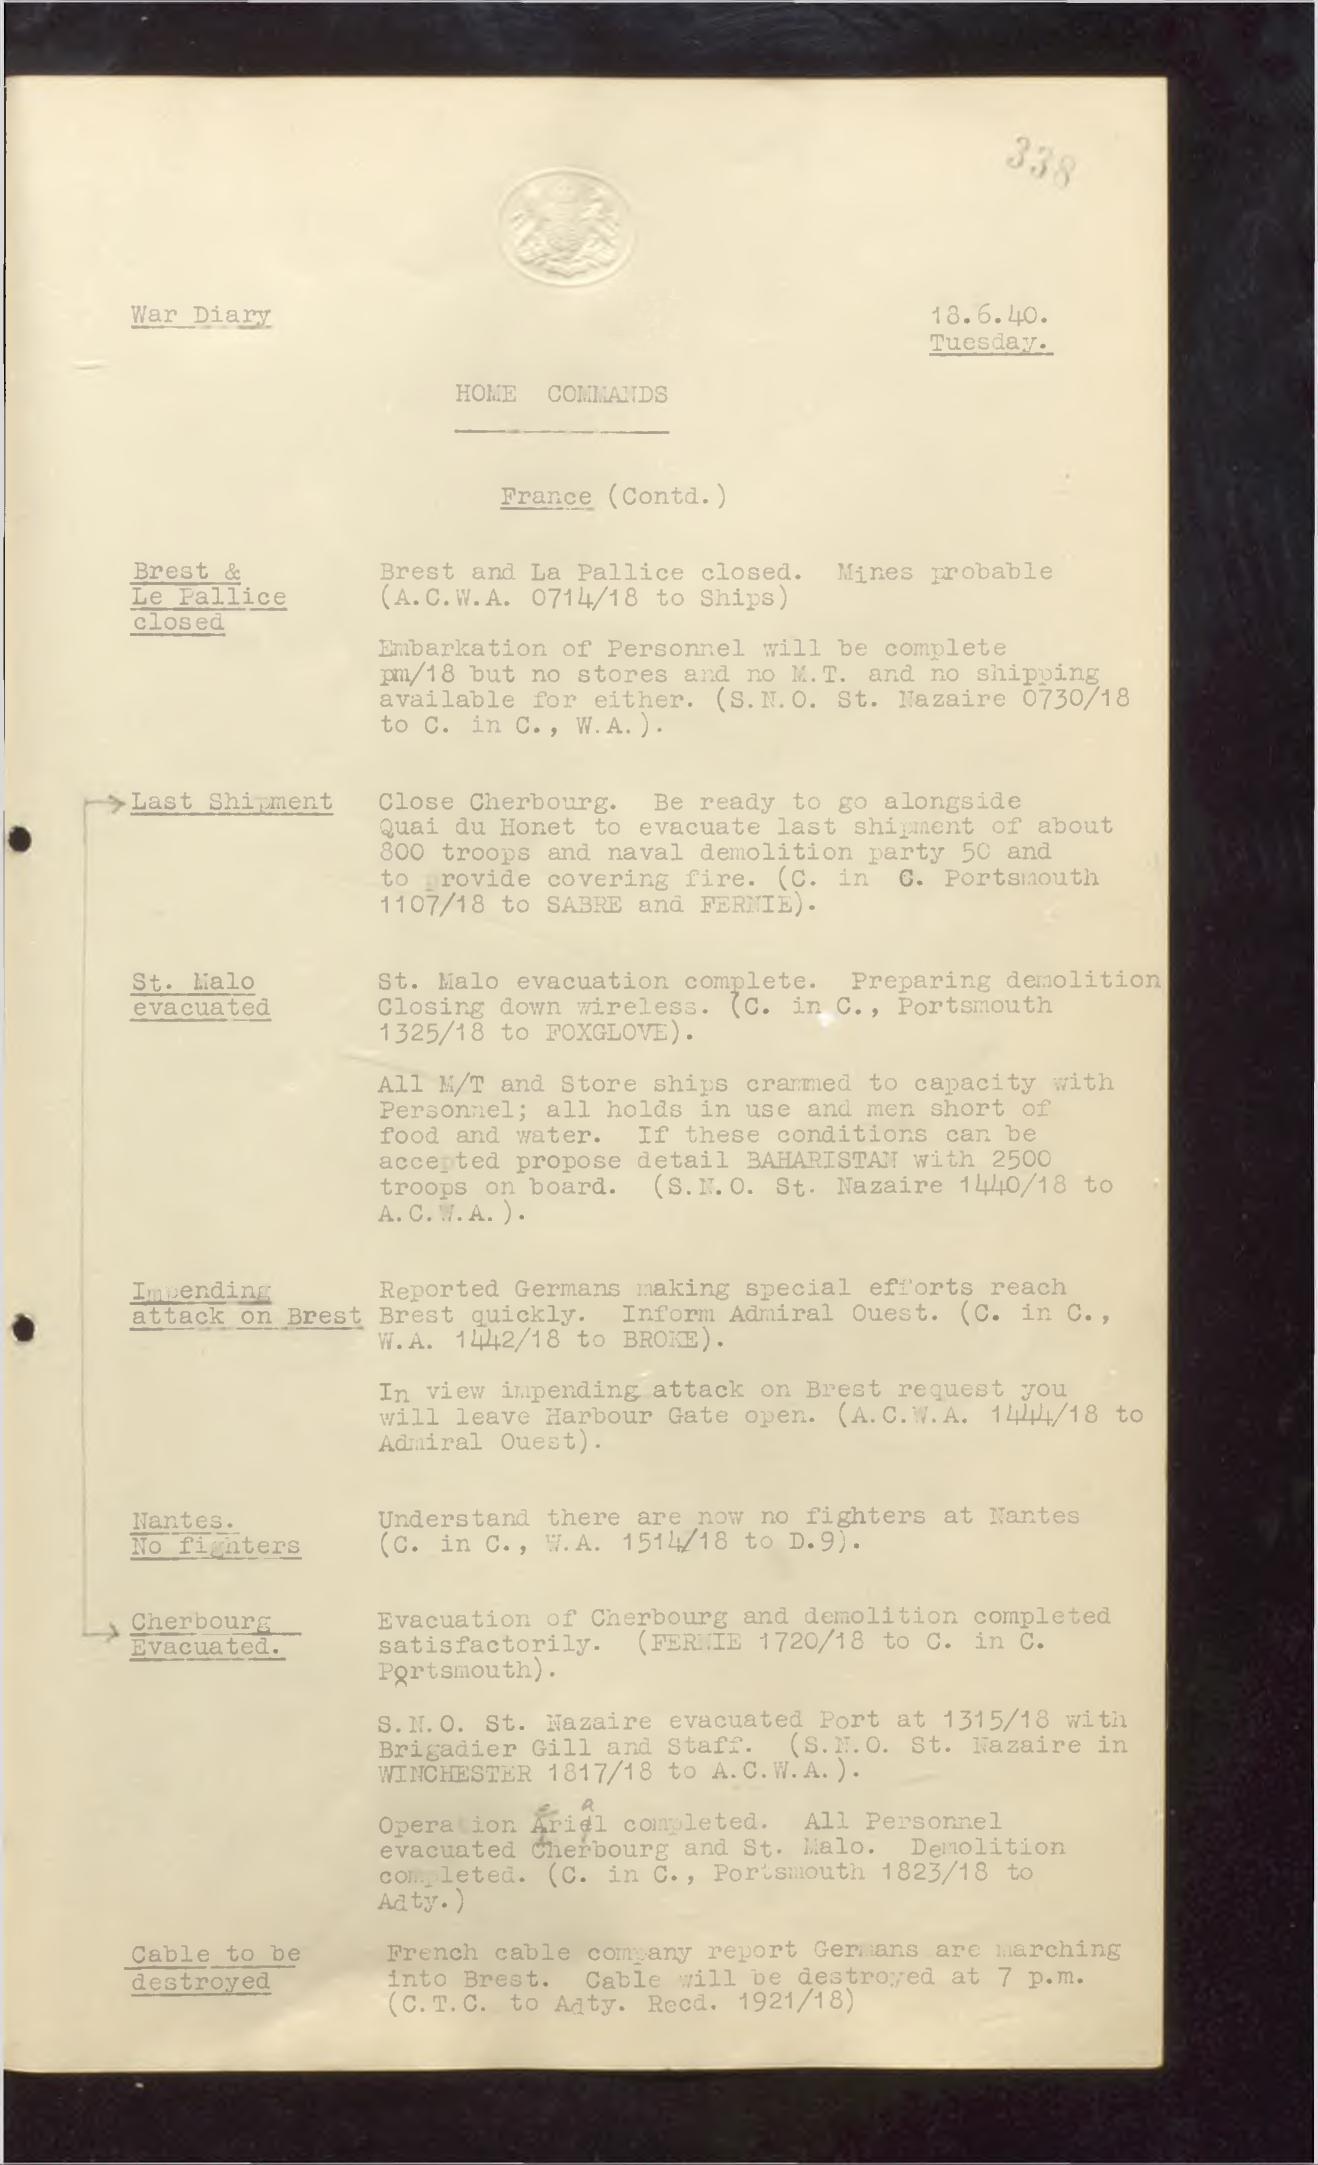 338
War Diary
18.6.40.
Tuesday.
HOME COMMANDS
France (Contd.)
Brest &
Le Pallice
closed
Brest and La Pallice closed. Mines probable
(A.C.W.A. 0714/18 to Ships)
Embarkation of Personnel will be complete
pm/18 but no stores and no M.T. and no shipping
available for either. (S.N.O. St. Nazaire 0730/18
to C. in C., W.A.).
Last Shipment
Close Cherbourg. Be ready to go alongside
Quai du Honet to evacuate last shipment of about
800 troops and naval demolition party 50 and
to provide covering fire. (C. in C. Portsmouth
1107/18 to SABRE and FERNIE).
St. Malo
evacuated
St. Malo evacuation complete. Preparing demolition
Closing down wireless. (C. in C., Portsmouth
1325/18 to FOXGLOVE).
All M/T and Store ships crammed to capacity with
Personnel; all holds in use and men short of
food and water. If these conditions can be
accepted propose detail BAHARISTAN with 2500
troops on board. (S.N.O. St. Nazaire 1440/18 to
A.C.W.A.).
Impending
attack on Brest
Reported Germans making special efforts reach
Brest quickly. Inform Admiral Ouest. (C. in C.,
W.A. 1442/18 to BROKE).
In view impending attack on Brest request you
will leave Harbour Gate open. (A.C.W.A. 1444/18 to
Admiral Ouest).
Nantes.
No fighters
Understand there are now no fighters at Nantes
(C. in C., W.A. 1514/18 to D.9).
Cherbourg
Evacuated.
Evacuation of Cherbourg and demolition completed
satisfactorily. (FERNIE 1720/18 to C. in C.
Portsmouth).
S.N.O. St. Nazaire evacuated Port at 1315/18 with
Brigadier Gill and Staff. (S.N.O. St. Nazaire in
WINCHESTER 1817/18 to A.C.W.A.).
Operation Arial completed. All Personnel
evacuated Cherbourg and St. Malo. Demolition
completed. (C. in C., Portsmouth 1823/18 to
Adty.)
Cable to be
destroyed
French cable company report Germans are marching
into Brest. Cable will be destroyed at 7 p.m.
(C.T.C. to Adty. Recd. 1921/18)